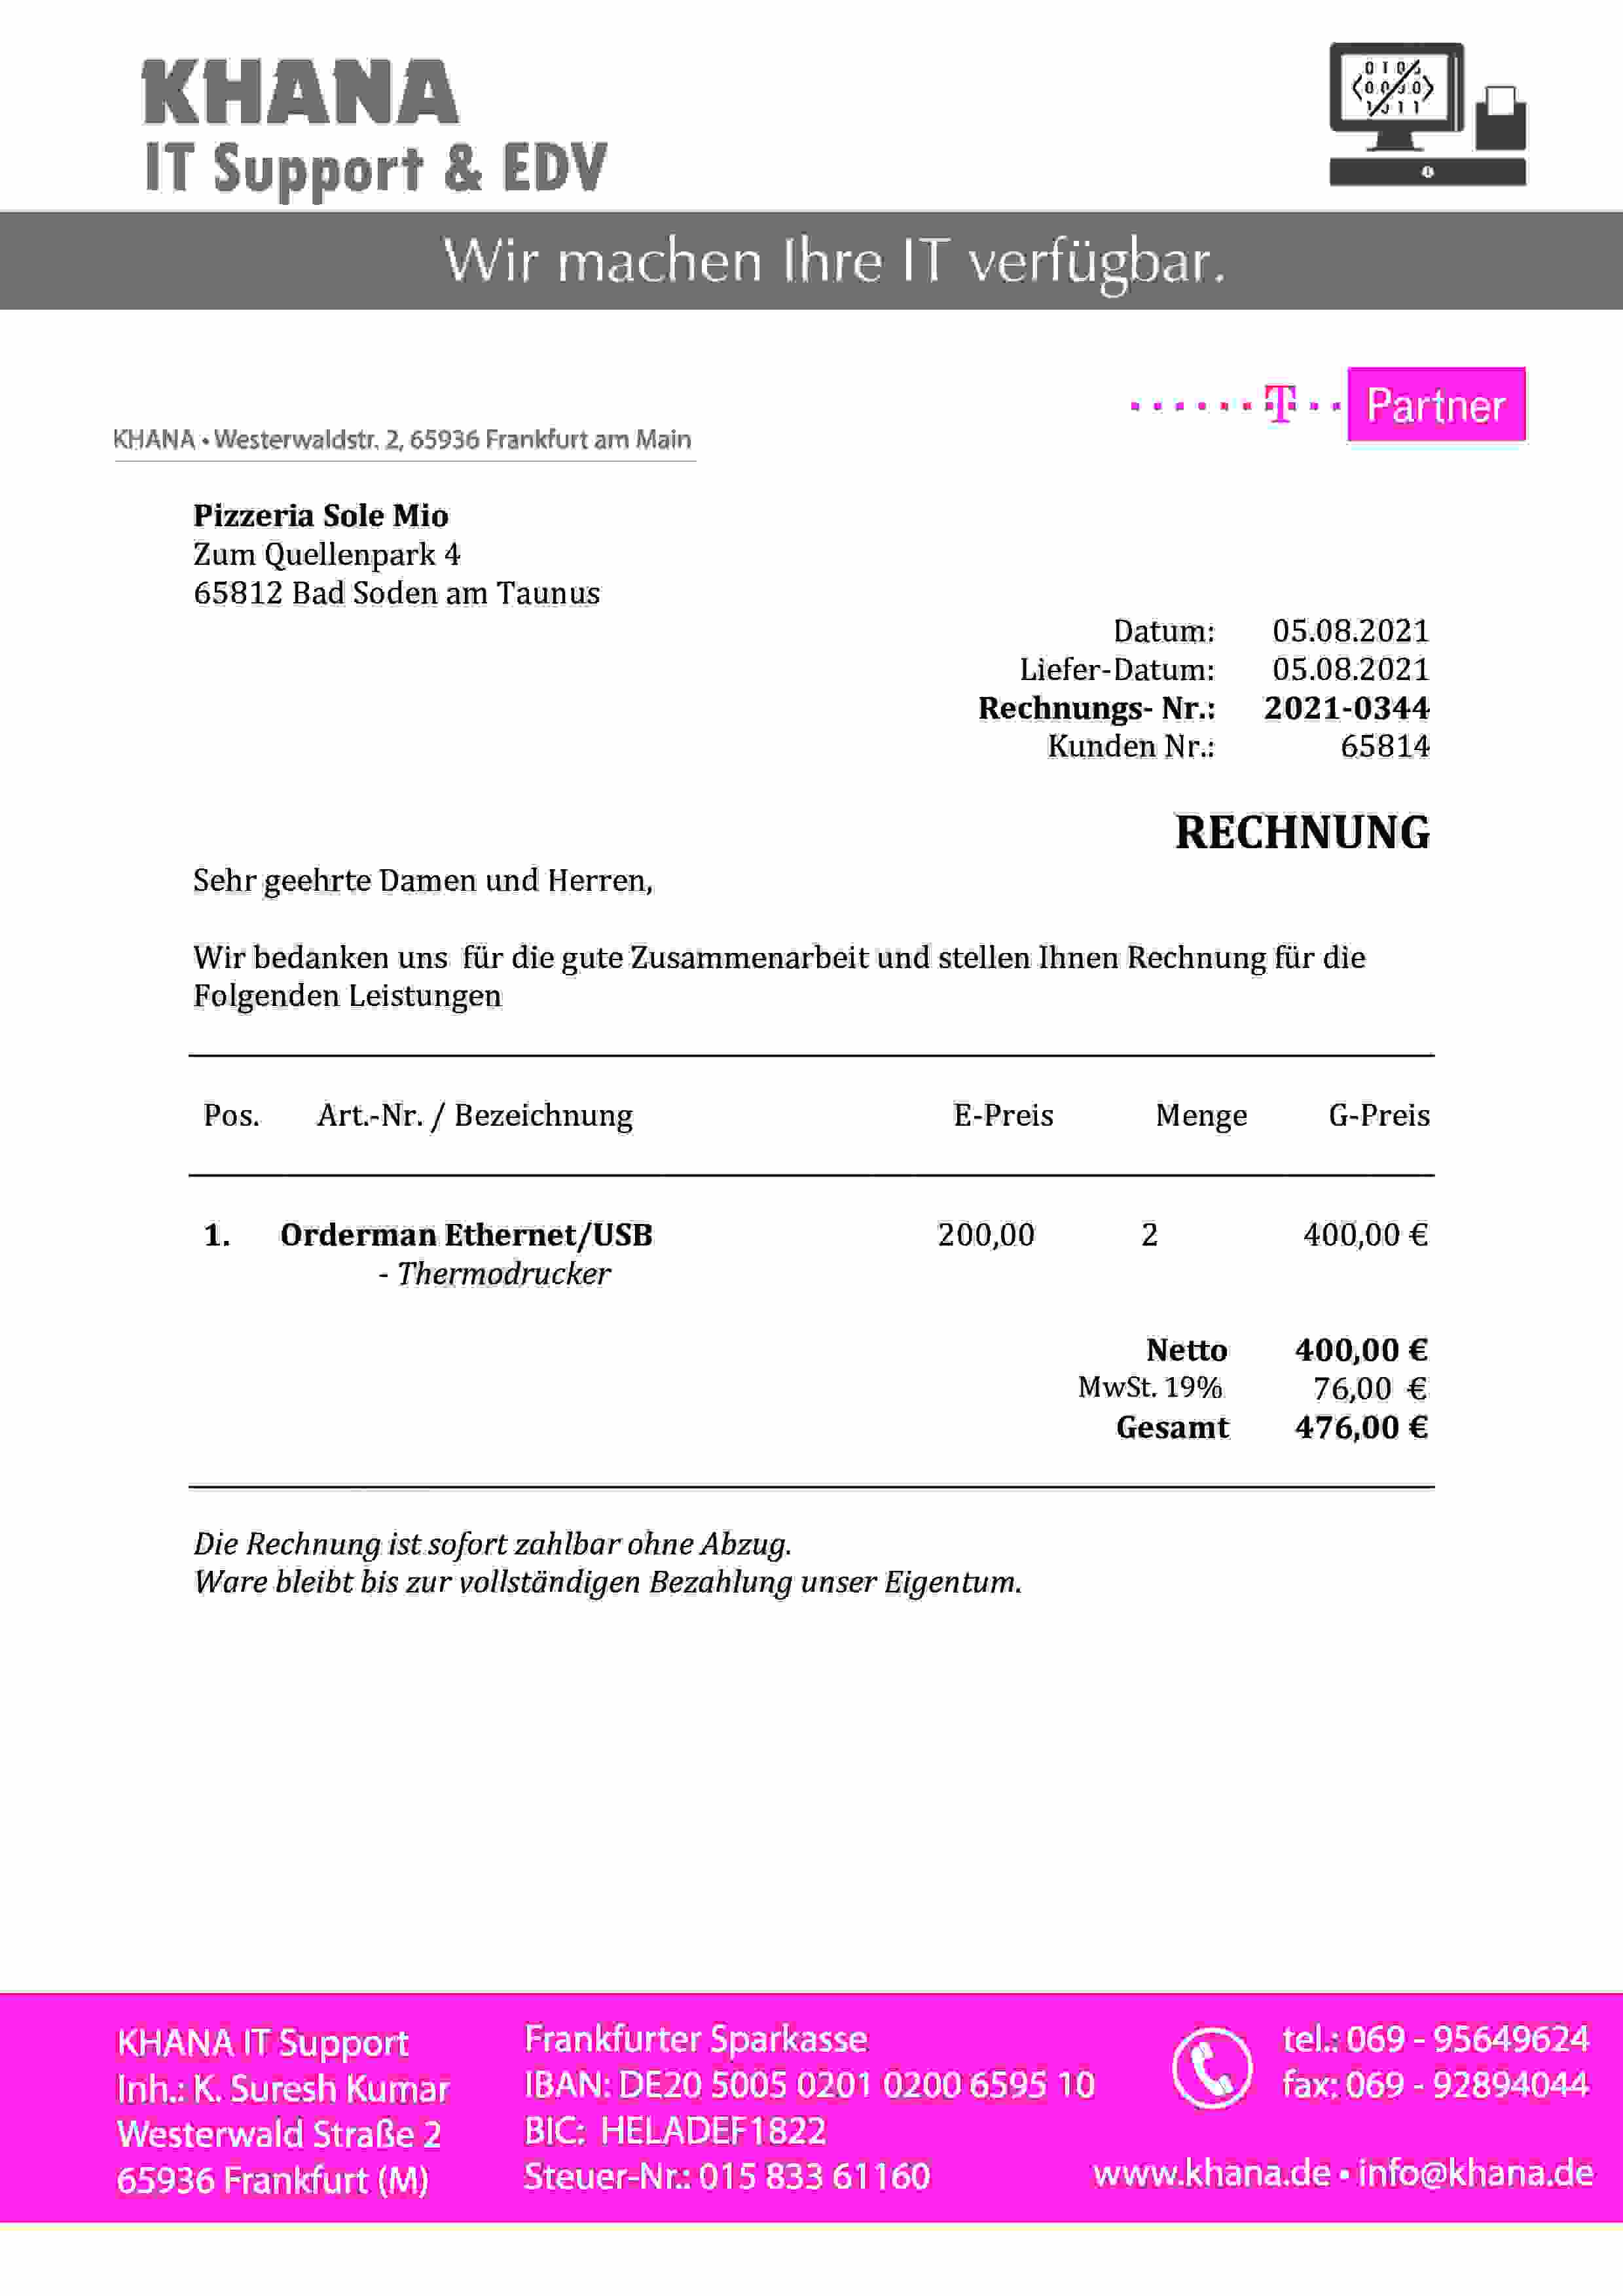 KHANA
IT Support & EDV
Wir machen Ihre IT verfügbar.
T Partner
KHANA • Westerwaldstr. 2, 65936 Frankfurt am Main
Pizzeria Sole Mio
Zum Quellenpark 4
65812 Bad Soden am Taunus
Datum: 05.08.2021
Liefer-Datum: 05.08.2021
Rechnungs- Nr.: 2021-0344
Kunden Nr.: 65814
RECHNUNG
Sehr geehrte Damen und Herren,
Wir bedanken uns für die gute Zusammenarbeit und stellen Ihnen Rechnung für die
Folgenden Leistungen
Pos. Art.-Nr. / Bezeichnung E-Preis Menge G-Preis
1. Orderman Ethernet/USB 200,00 2 400,00 €
- Thermodrucker
Netto 400,00 €
MwSt. 19% 76,00 €
Gesamt 476,00 €
Die Rechnung ist sofort zahlbar ohne Abzug.
Ware bleibt bis zur vollständigen Bezahlung unser Eigentum.
KHANA IT Support
Inh.: K. Suresh Kumar
Westerwald Straße 2
65936 Frankfurt (M)
Frankfurter Sparkasse
IBAN: DE20 5005 0201 0200 6595 10
BIC: HELADEF1822
Steuer-Nr.: 015 833 61160
tel.: 069 - 95649624
fax: 069 - 92894044
www.khana.de • info@khana.de